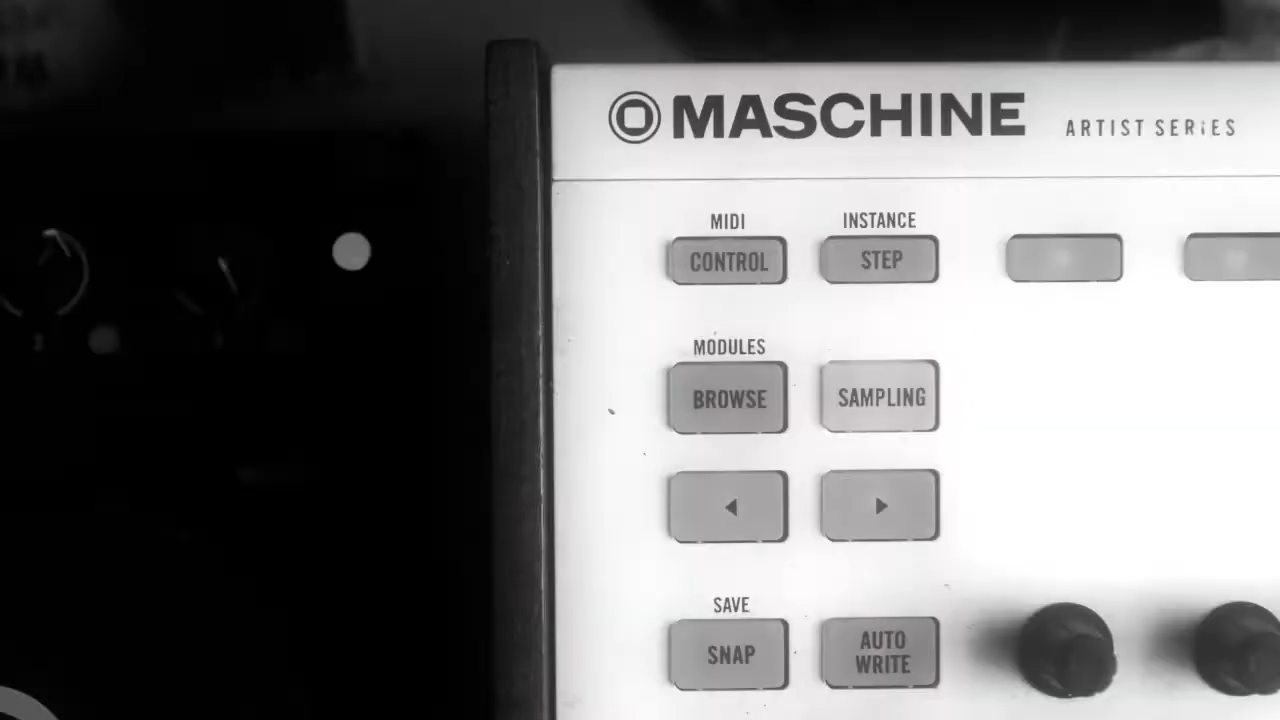 MASCHINE ARTIST SERIES
MIDI INSTANCE
CONTROL STEP
MODULES
BROWSE SAMPLING
SAVE
SNAP AUTO WRITE